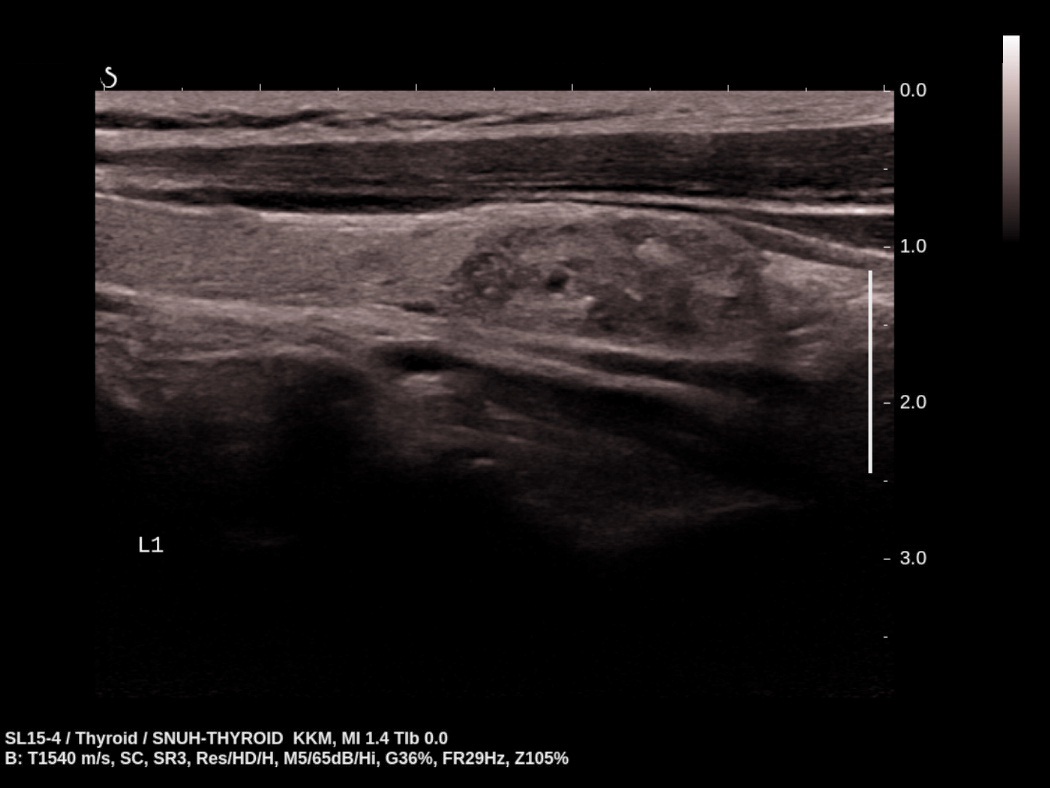 S
0.0
1.0
2.0
L1
3.0
SL15-4 / Thyroid / SNUH-THYROID KKM, MI 1.4 TIb 0.0
B: T1540 m/s, SC, SR3, Res/HD/H, M5/65dB/Hi, G36%, FR29Hz, Z105%